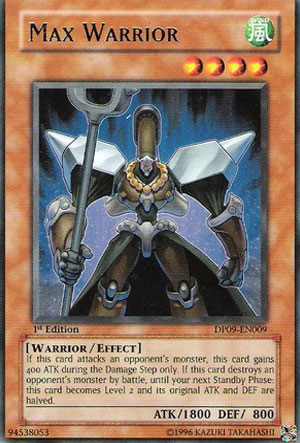 MAX WARRIOR
嵐
1st Edition
DP09-EN009
[WARRIOR / EFFECT]
If this card attacks an opponent's monster, this card gains
400 ATK during the Damage Step only. If this card destroys an
opponent's monster by battle, until your next Standby Phase:
this card becomes Level 2 and its original ATK and DEF are
halved.
ATK/1800 DEF/ 800
94538053
©1996 KAZUKI TAKAHASHI